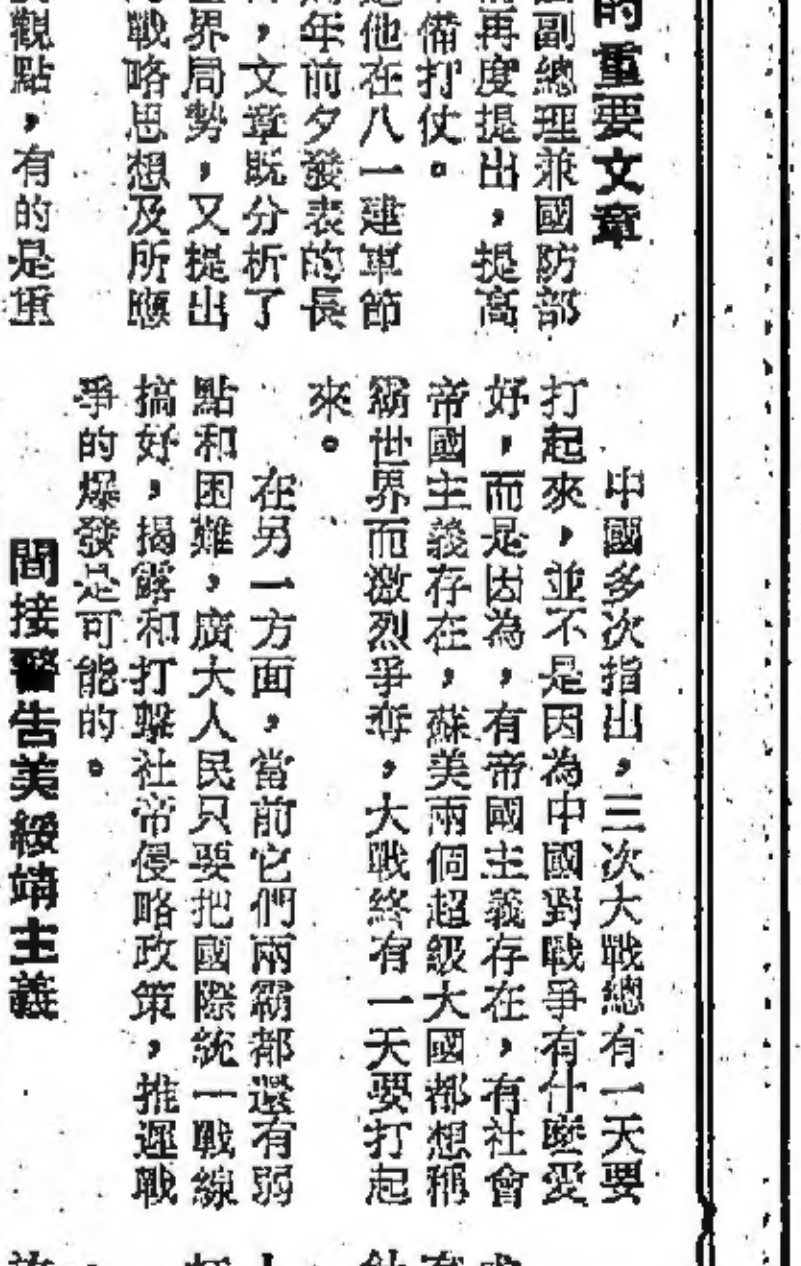 的重要文章
副總理兼國防部
再度提出，提高
備打仗。
他在八一建軍節
年前夕發表的長
，文章既分析了
界局勢，又提出
戰略思想及所應
觀點，有的是重
中國多次指出，三次大戰總有一天要
打起來，並不是因為中國對戰爭有什麼愛
好，而是因為，有帝國主義存在，有社會
帝國主義存在，蘇美兩個超級大國都想稱
霸世界而激烈爭奪，大戰終有一天要打起
來。
在另一方面，當前它們兩霸都還有弱
點和困難，廣大人民只要把國際統一戰線
搞好，揭露和打擊社帝侵略政策，推遲戰
爭的爆發是可能的。
間接警告美綏靖主義